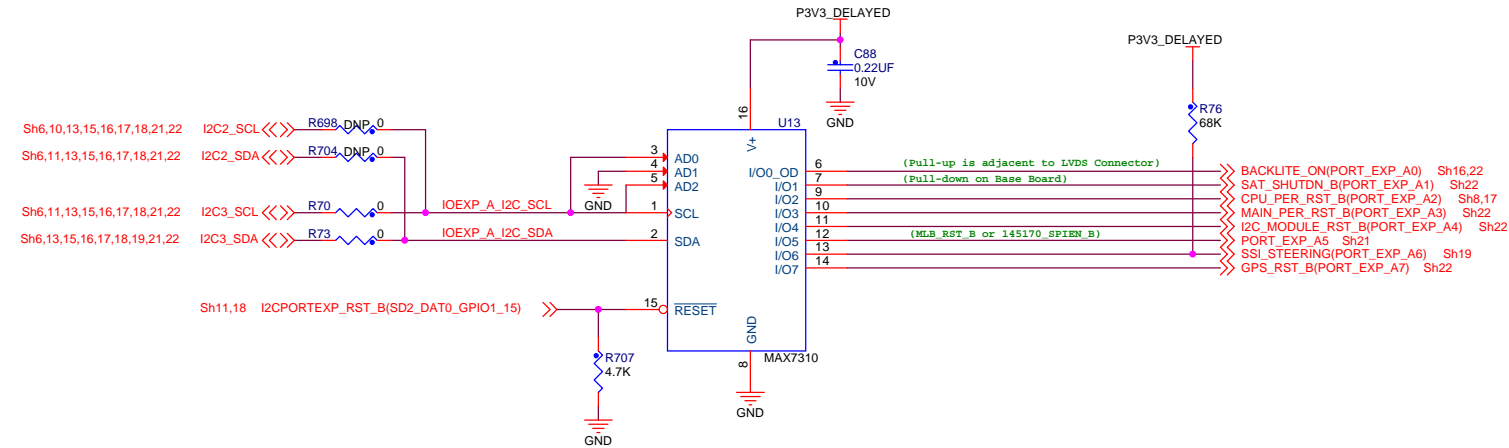 P3V3_DELAYED
P3V3_DELAYED
C88
0.22UF
10V
GND
R76
68K
16
U13
V+
Sh6,10,13,15,16,17,18,21,22 I2C2_SCL R698 DNP 0
Sh6,11,13,15,16,17,18,21,22 I2C2_SDA R704 DNP 0
Sh6,11,13,15,16,17,18,21,22 I2C3_SCL R70 0
Sh6,13,15,16,17,18,19,21,22 I2C3_SDA R73 0
GND
IOEXP_A_I2C_SCL
IOEXP_A_I2C_SDA
3 AD0
4 AD1
5 AD2
1 SCL
2 SDA
I/O0_OD 6 (Pull-up is adjacent to LVDS Connector) BACKLITE_ON(PORT_EXP_A0) Sh16,22
I/O1 7 (Pull-down on Base Board) SAT_SHUTDN_B(PORT_EXP_A1) Sh22
I/O2 9 CPU_PER_RST_B(PORT_EXP_A2) Sh8,17
I/O3 10 MAIN_PER_RST_B(PORT_EXP_A3) Sh22
I/O4 11 I2C_MODULE_RST_B(PORT_EXP_A4) Sh22
I/O5 12 (MLB_RST_B or 145170_SPIEN_B) PORT_EXP_A5 Sh21
I/O6 13 SSI_STEERING(PORT_EXP_A6) Sh19
I/O7 14 GPS_RST_B(PORT_EXP_A7) Sh22
Sh11,18 I2CPORTEXP_RST_B(SD2_DAT0_GPIO1_15) 15 RESET
GND
8
MAX7310
R707
4.7K
GND
GND